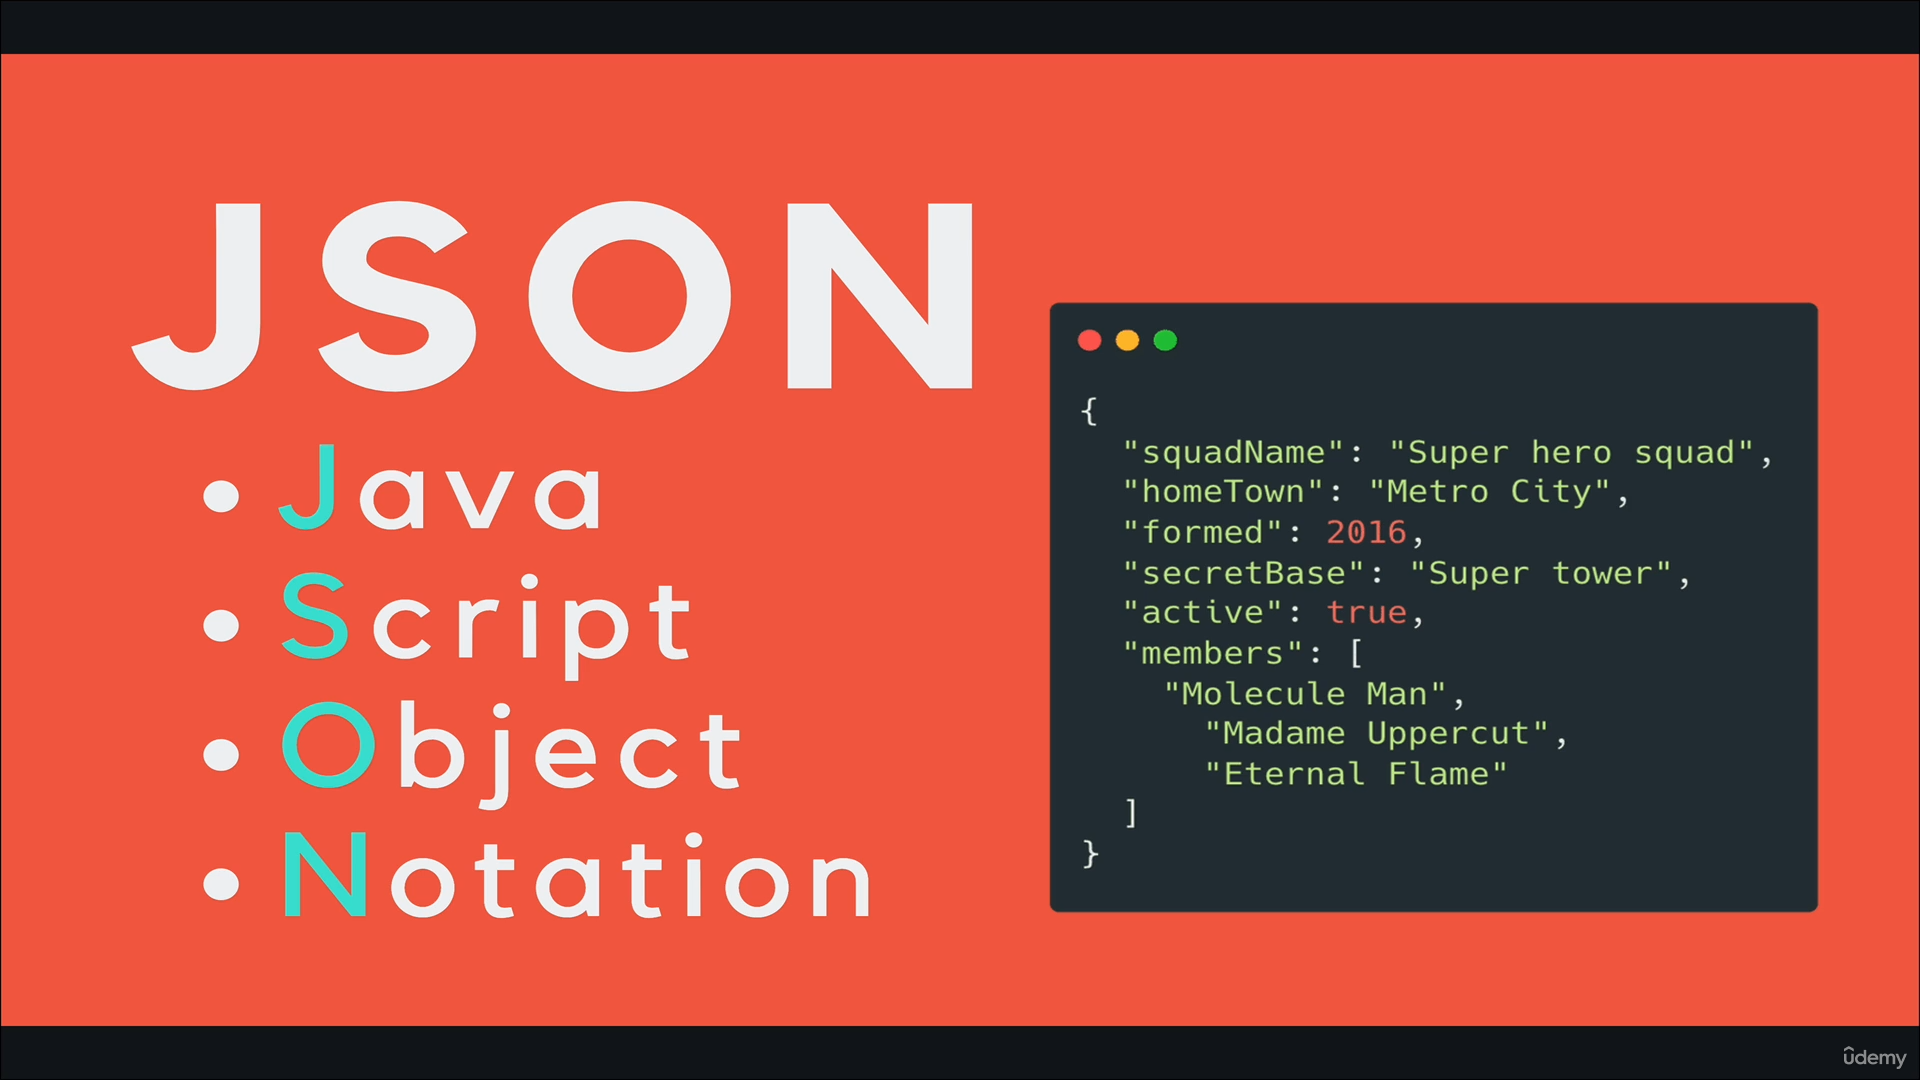 JSON
• Java
• Script
• Object
• Notation
{
"squadName": "Super hero squad",
"homeTown": "Metro City",
"formed": 2016,
"secretBase": "Super tower",
"active": true,
"members": [
"Molecule Man",
"Madame Uppercut",
"Eternal Flame"
]
}
ûdemy